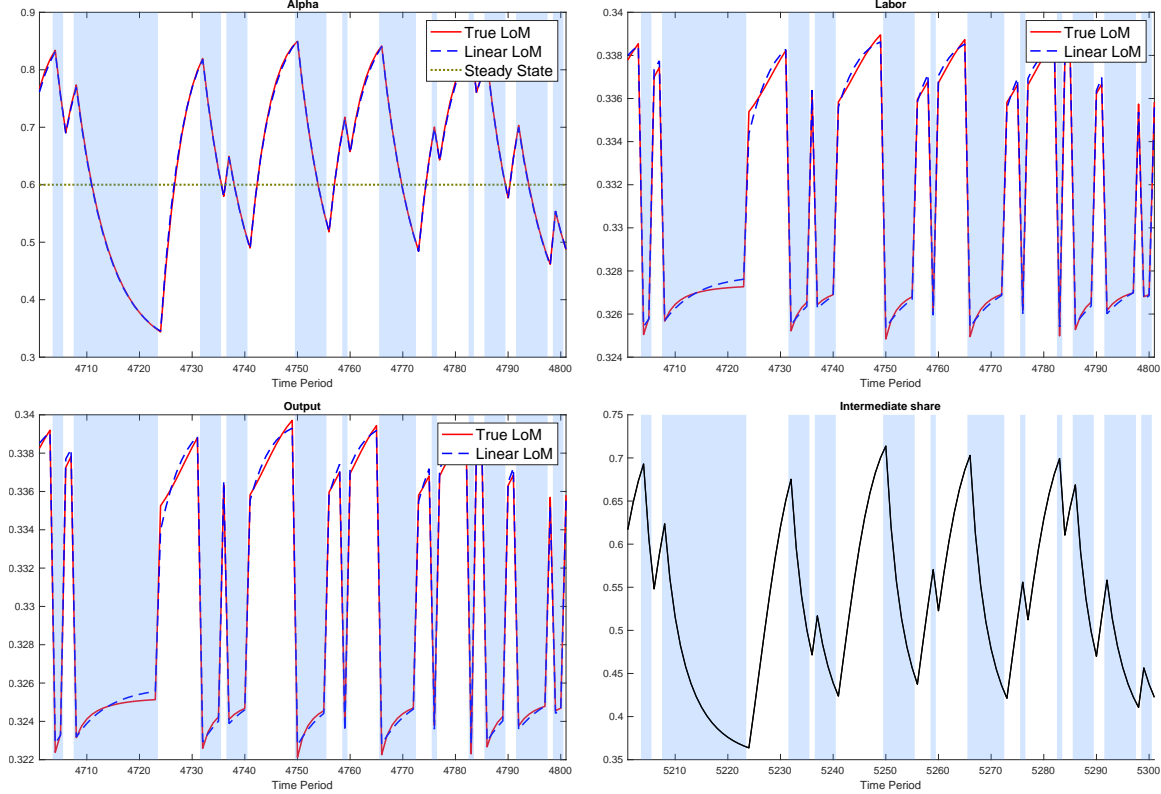 Alpha
0.9
0.8
0.7
0.6
0.5
0.4
0.3
True LoM
Linear LoM
Steady State
4710 4720 4730 4740 4750 4760 4770 4780 4790 4800
Time Period
Labor
0.34
0.338
0.336
0.334
0.332
0.33
0.328
0.326
0.324
True LoM
Linear LoM
4710 4720 4730 4740 4750 4760 4770 4780 4790 4800
Time Period
Output
0.34
0.338
0.336
0.334
0.332
0.33
0.328
0.326
0.324
0.322
True LoM
Linear LoM
4710 4720 4730 4740 4750 4760 4770 4780 4790 4800
Time Period
Intermediate share
0.75
0.7
0.65
0.6
0.55
0.5
0.45
0.4
0.35
5210 5220 5230 5240 5250 5260 5270 5280 5290 5300
Time Period